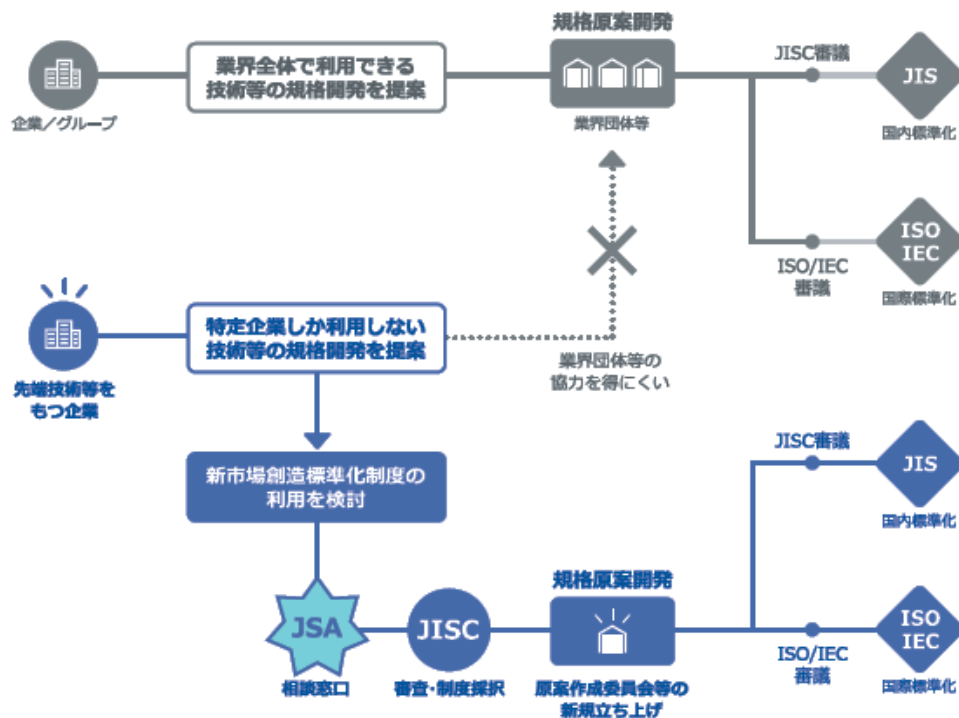 規格原案開発
業界全体で利用できる
技術等の規格開発を提案
企業／グループ
業界団体等
JISC審議
JIS
国内標準化
ISO
IEC
ISO/IEC
審議
国際標準化
特定企業しか利用しない
技術等の規格開発を提案
先端技術等を
もつ企業
業界団体等の
協力を得にくい
新市場創造標準化制度の
利用を検討
JSA
相談窓口
JISC
審査・制度採択
規格原案開発
原案作成委員会等の
新規立ち上げ
JISC審議
JIS
国内標準化
ISO
IEC
ISO/IEC
審議
国際標準化